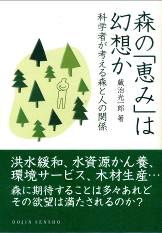 森の「恵み」は
幻想か
科学者が考える森と人の関係
蔵治光一郎 著
洪水緩和、水資源かん養、
環境サービス、木材生産…
森に期待することは多々あれど
その欲望は満たされるのか?
DOJIN SENSHO